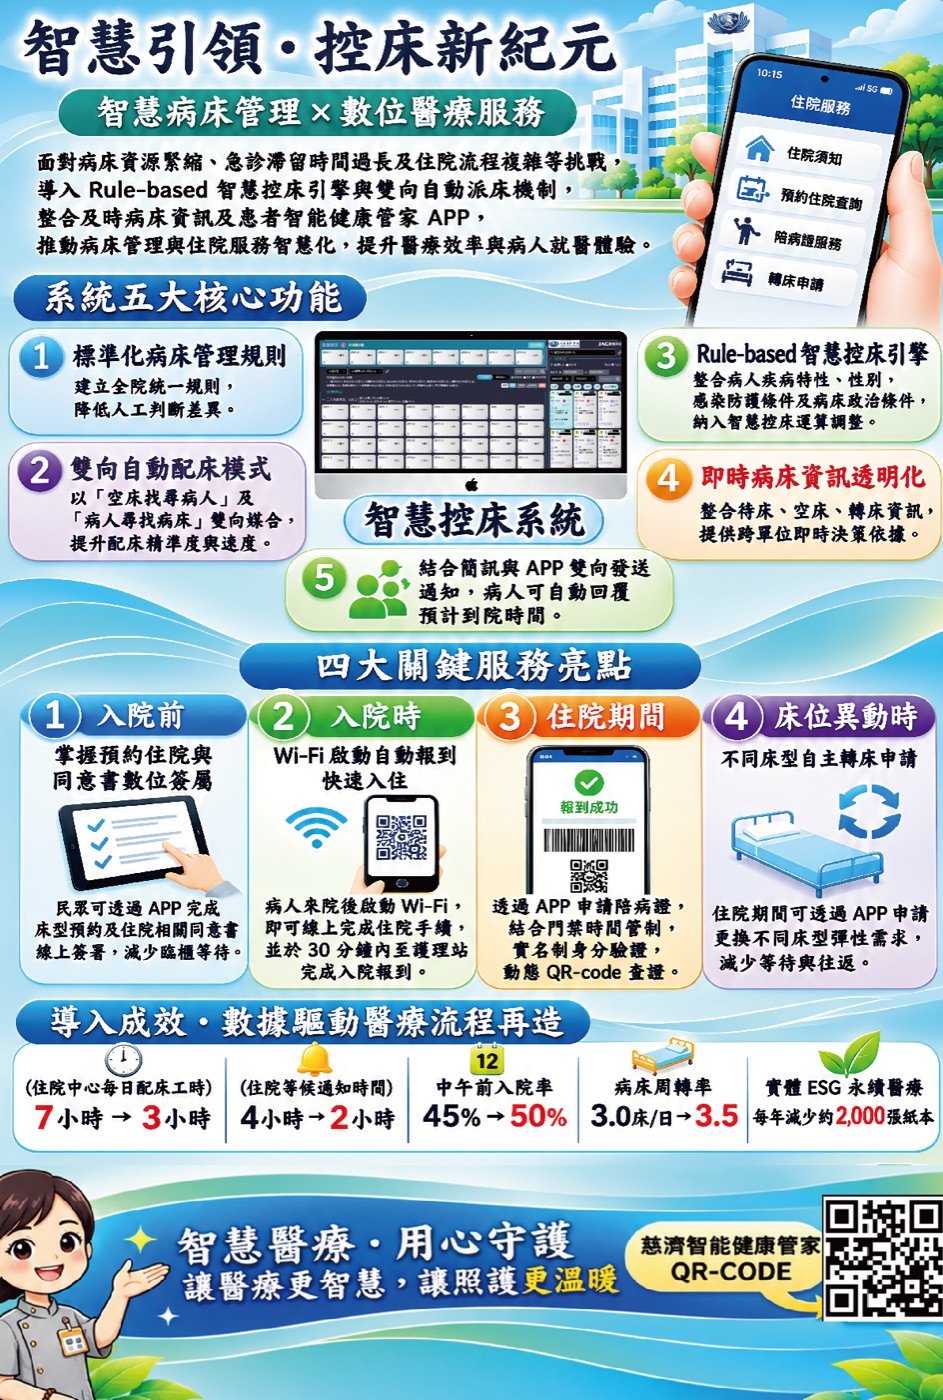 智慧引領・控床新紀元
智慧病床管理×數位醫療服務
面對病床資源緊缩、急診滯留時間過長及住院流程複雜等挑戰，
導入 Rule-based 智慧控床引擎與雙向自動派床機制，
整合及時病床資訊及患者智能健康管家 APP，
推動病床管理與住院服務智慧化，提升醫療效率與病人就醫體驗。
10:15
5G
住院服務
住院須知
預約住院查詢
陪病證服務
轉床申請
系統五大核心功能
1 標準化病床管理規則
建立全院統一規則，
降低人工判斷差異。
2 雙向自動配床模式
以「空床找尋病人」及
「病人尋找病床」雙向媒合，
提升配床精準度與速度。
智慧控床系統
3 Rule-based 智慧控床引擎
整合病人疾病特性、性別，
感染防護條件及病床政治條件，
納入智慧控床運算調整。
4 即時病床資訊透明化
整合待床、空床、轉床資訊，
提供跨單位即時決策依據。
5 結合簡訊與 APP 雙向發送
通知，病人可自動回覆
預計到院時間。
四大關鍵服務亮點
1 入院前
掌握預約住院與
同意書數位簽屬
民眾可透過 APP 完成
床型預約及住院相關同意書
線上簽署，減少臨櫃等待。
2 入院時
Wi-Fi 啟動自動報到
快速入住
病人來院後啟動 Wi-Fi，
即可線上完成住院手續，
並於 30 分鐘內至護理站
完成入院報到。
3 住院期間
報到成功
透過 APP 申請陪病證，
結合門禁時間管制，
實名制身分驗證，
動態 QR-code 查證。
4 床位異動時
不同床型自主轉床申請
住院期間可透過 APP 申請
更換不同床型彈性需求，
減少等待與往返。
導入成效・數據驅動醫療流程再造
(住院中心每日配床工時)
7小時→3小時
(住院等候通知時間)
4小時→2小時
12
中午前入院率
45%→50%
病床周轉率
3.0床/日→3.5
實體 ESG 永續醫療
每年減少約2,000張紙本
智慧醫療・用心守護
讓醫療更智慧，讓照護更溫暖
慈濟智能健康管家
QR-CODE